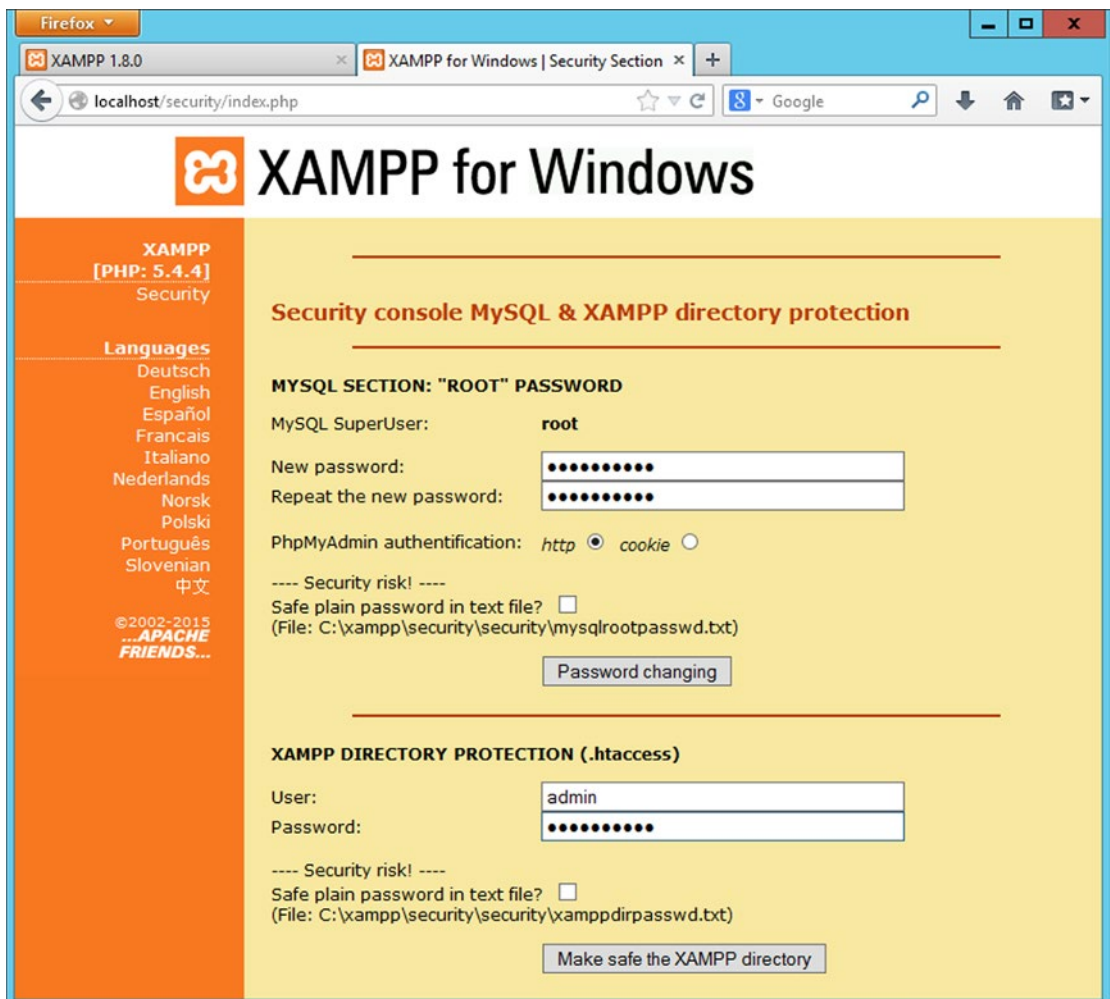 Firefox
XAMPP 1.8.0
XAMPP for Windows | Security Section
localhost/security/index.php
Google
XAMPP for Windows
XAMPP
[PHP: 5.4.4]
Security
Languages
Deutsch
English
Español
Francais
Italiano
Nederlands
Norsk
Polski
Português
Slovenian
中文
©2002-2015
...APACHE
FRIENDS...
Security console MySQL & XAMPP directory protection
MYSQL SECTION: "ROOT" PASSWORD
MySQL SuperUser: root
New password: ••••••••••
Repeat the new password: ••••••••••
PhpMyAdmin authentification: http cookie
---- Security risk! ----
Safe plain password in text file?
(File: C:\xampp\security\security\mysqlrootpasswd.txt)
Password changing
XAMPP DIRECTORY PROTECTION (.htaccess)
User: admin
Password: ••••••••••
---- Security risk! ----
Safe plain password in text file?
(File: C:\xampp\security\security\xamppdirpasswd.txt)
Make safe the XAMPP directory